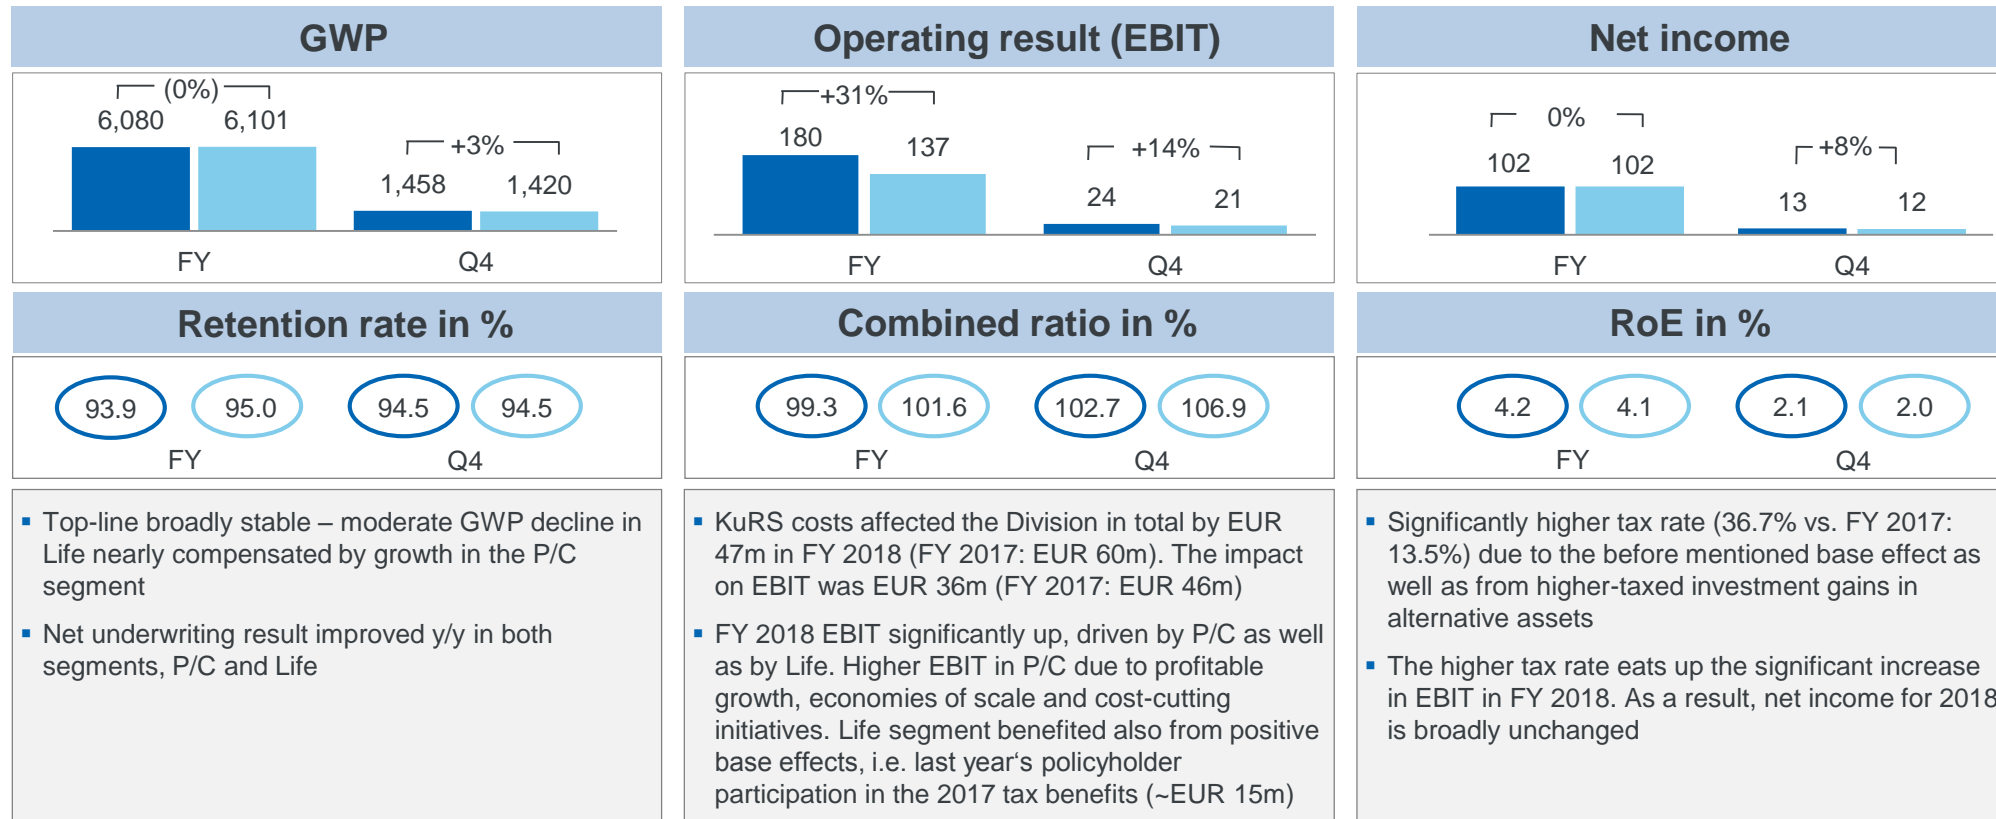 GWP
(0%)
6,080 6,101
+3%
1,458 1,420
FY Q4
Operating result (EBIT)
+31%
180 137
+14%
24 21
FY Q4
Net income
0%
102 102
+8%
13 12
FY Q4
Retention rate in %
93.9 95.0 94.5 94.5
FY Q4
Combined ratio in %
99.3 101.6 102.7 106.9
FY Q4
RoE in %
4.2 4.1 2.1 2.0
FY Q4
▪ Top-line broadly stable – moderate GWP decline in
Life nearly compensated by growth in the P/C
segment
▪ Net underwriting result improved y/y in both
segments, P/C and Life
▪ KuRS costs affected the Division in total by EUR
47m in FY 2018 (FY 2017: EUR 60m). The impact
on EBIT was EUR 36m (FY 2017: EUR 46m)
▪ FY 2018 EBIT significantly up, driven by P/C as well
as by Life. Higher EBIT in P/C due to profitable
growth, economies of scale and cost-cutting
initiatives. Life segment benefited also from positive
base effects, i.e. last year‘s policyholder
participation in the 2017 tax benefits (~EUR 15m)
▪ Significantly higher tax rate (36.7% vs. FY 2017:
13.5%) due to the before mentioned base effect as
well as from higher-taxed investment gains in
alternative assets
▪ The higher tax rate eats up the significant increase
in EBIT in FY 2018. As a result, net income for 2018
is broadly unchanged